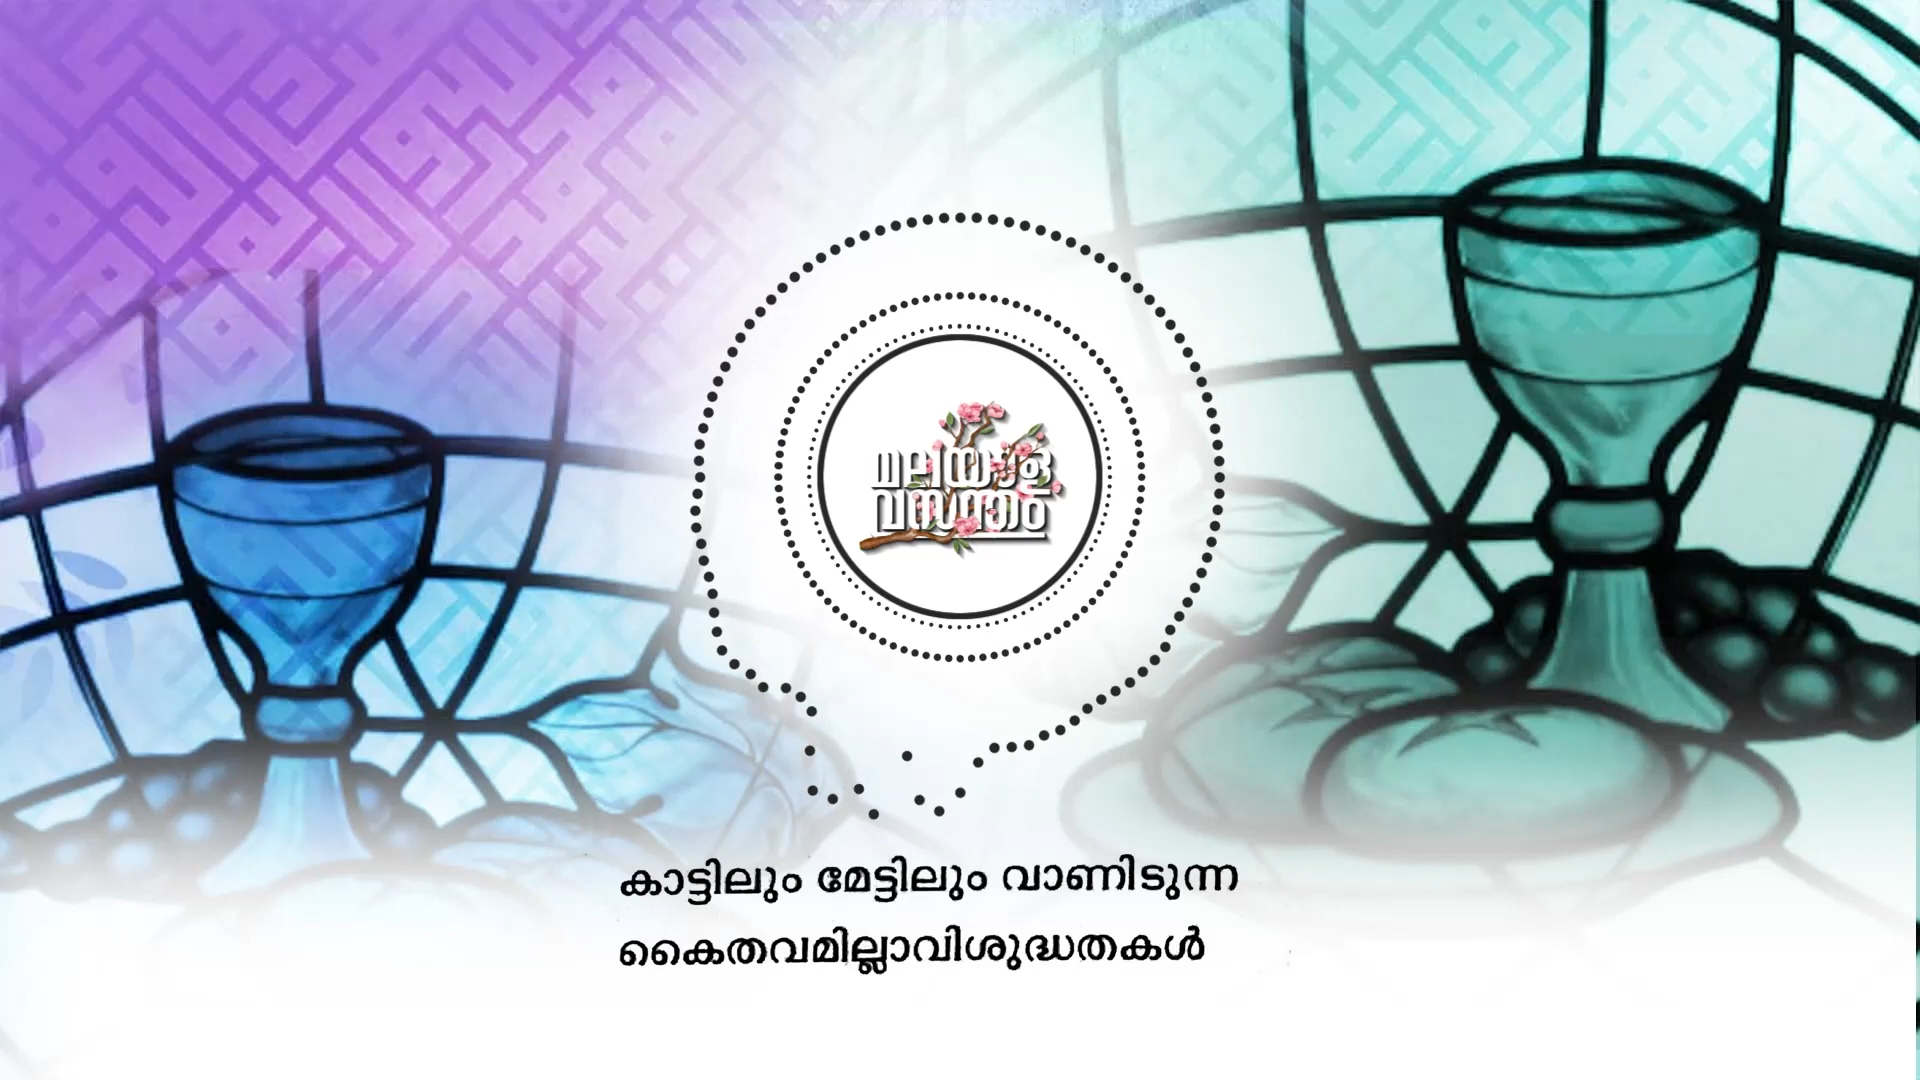 മലയാള
വസന്തം
കാട്ടിലും മേട്ടിലും വാണിടുന്ന
കൈതവമില്ലാവിശുദ്ധതകൾ